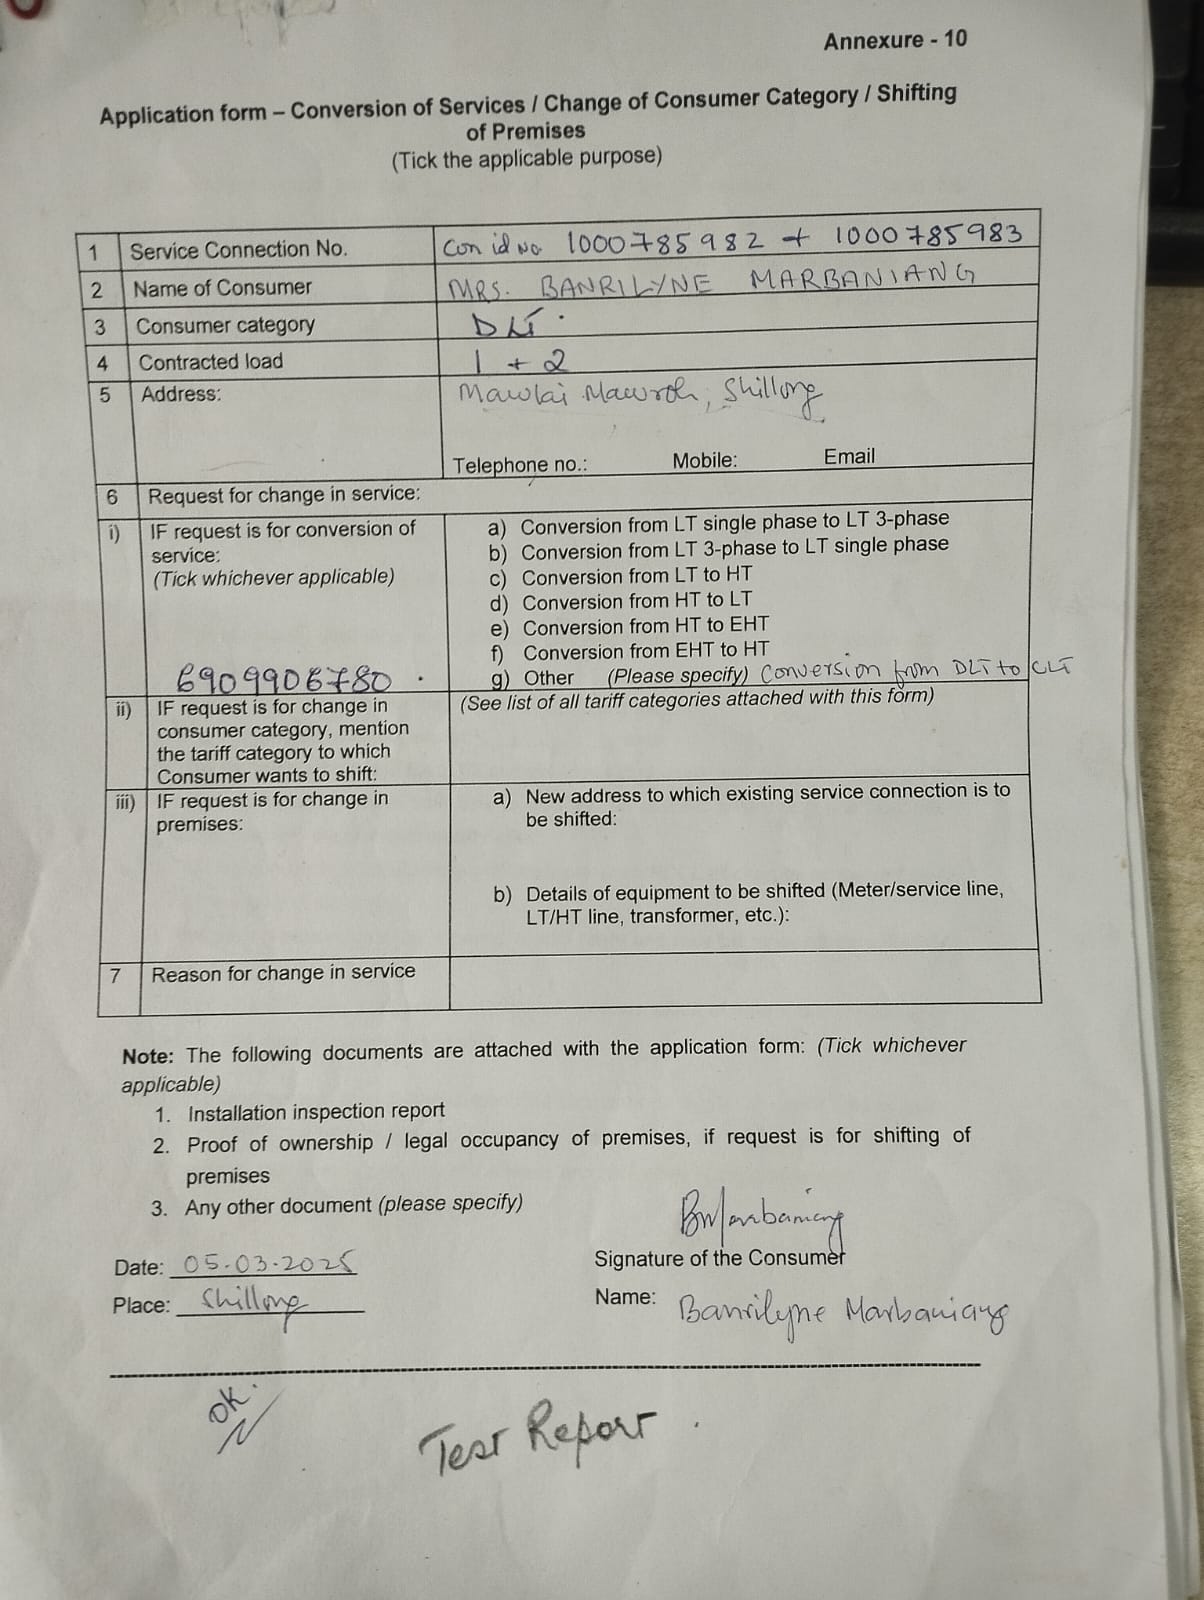 Annexure - 10
Application form – Conversion of Services / Change of Consumer Category / Shifting
of Premises
(Tick the applicable purpose)
1 Service Connection No. Con id No 1000785982 + 1000785983
2 Name of Consumer MRS. BANRILYNE MARBANIANG
3 Consumer category DLT.
4 Contracted load 1 + 2
5 Address: Mawlai Mawroh, Shillong
Telephone no.: Mobile: Email
6 Request for change in service:
i) IF request is for conversion of
service:
(Tick whichever applicable)
6909906780.
a) Conversion from LT single phase to LT 3-phase
b) Conversion from LT 3-phase to LT single phase
c) Conversion from LT to HT
d) Conversion from HT to LT
e) Conversion from HT to EHT
f) Conversion from EHT to HT
g) Other (Please specify) Conversion from DLT to CLT
ii) IF request is for change in
consumer category, mention
the tariff category to which
Consumer wants to shift:
(See list of all tariff categories attached with this form)
iii) IF request is for change in
premises:
a) New address to which existing service connection is to
be shifted:
b) Details of equipment to be shifted (Meter/service line,
LT/HT line, transformer, etc.):
7 Reason for change in service
Note: The following documents are attached with the application form: (Tick whichever
applicable)
1. Installation inspection report
2. Proof of ownership / legal occupancy of premises, if request is for shifting of
premises
3. Any other document (please specify)
BMarbaniang
Date: 05.03.2025
Signature of the Consumer
Place: Shillong
Name: Banrilyne Marbaniang
OK.
Test Report.